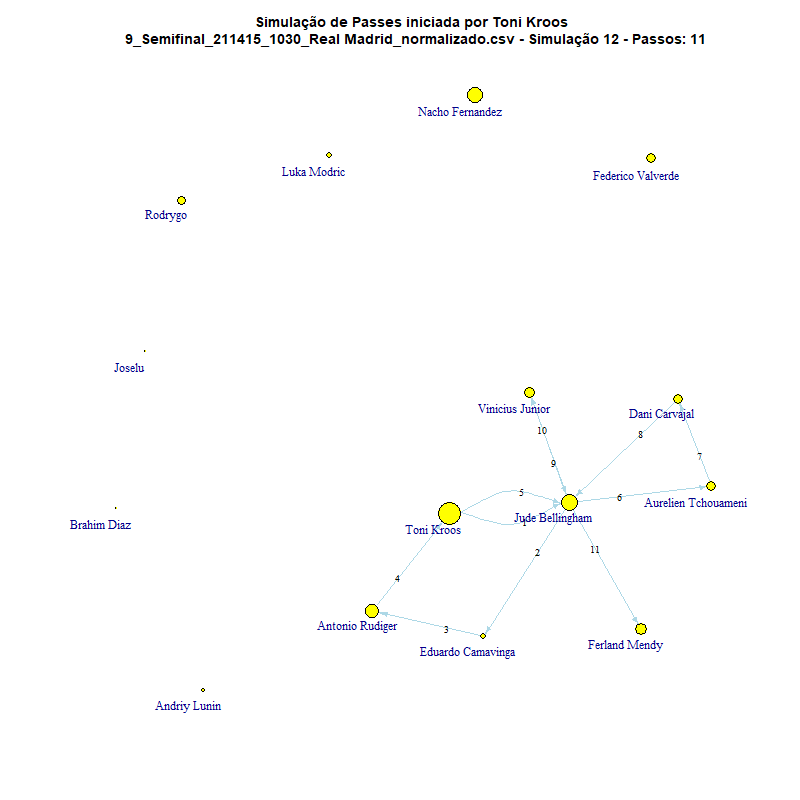 Simulação de Passes iniciada por Toni Kroos
9_Semifinal_211415_1030_Real Madrid_normalizado.csv - Simulação 12 - Passos: 11
Nacho Fernandez
Luka Modric
Federico Valverde
Rodrygo
Joselu
Vinicius Junior
Dani Carvajal
10
8
9
7
5
6
Aurelien Tchouameni
Jude Bellingham
1
Toni Kroos
Brahim Diaz
2
11
4
3
Antonio Rudiger
Ferland Mendy
Eduardo Camavinga
Andriy Lunin